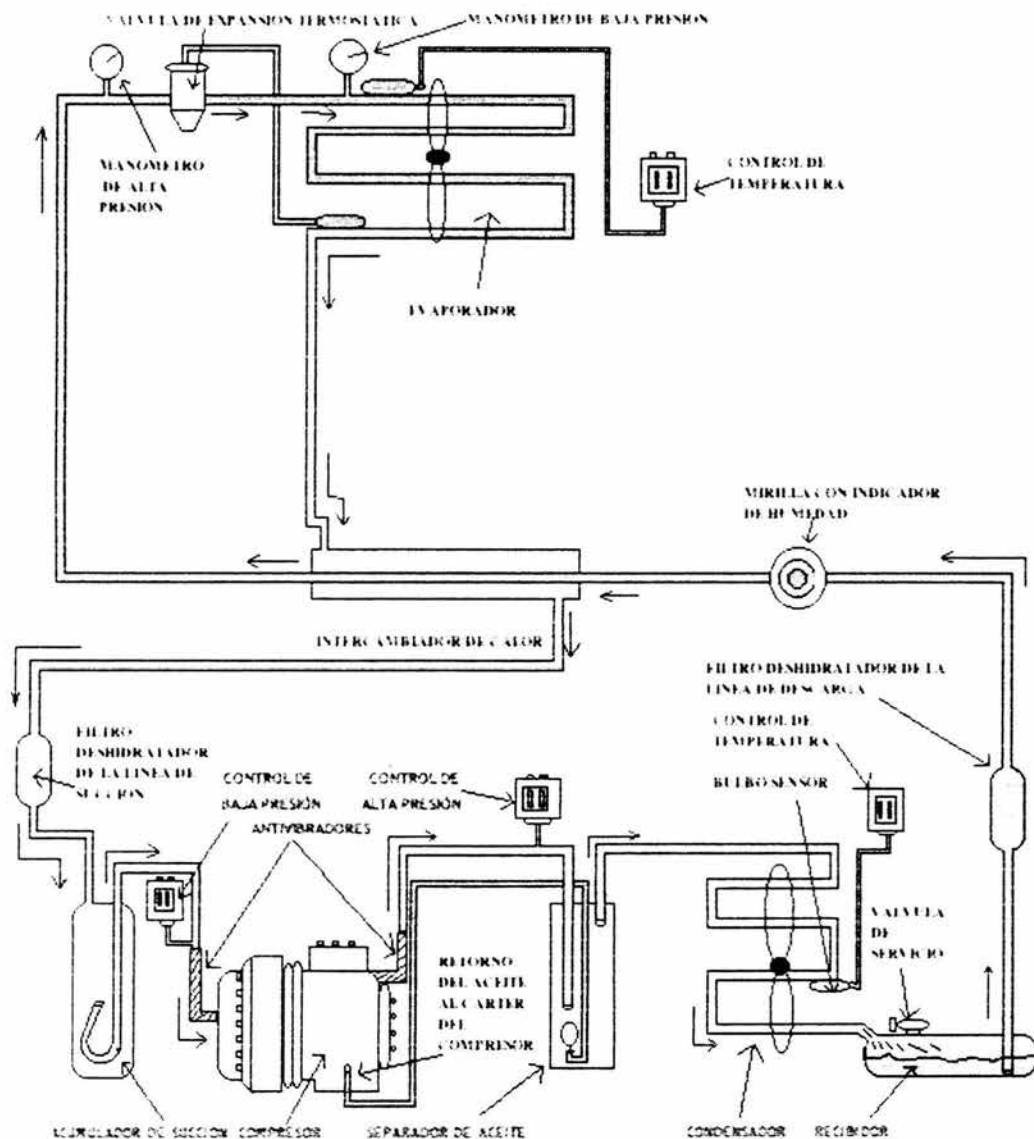 VALVULA DE EXPANSIÓN TERMOSTÁTICA
MANOMETRO DE BAJA PRESIÓN
MANOMETRO
DE ALTA
PRESION
CONTROL DE
TEMPERATURA
EVAPORADOR
MIRILLA CON INDICADOR
DE HUMEDAD
INTERCAMBIADOR DE CALOR
FILTRO DESHIDRATADOR DE LA
LINEA DE DESCARGA
CONTROL DE
TEMPERATURA
BULBO SENSOR
FILTRO
DESHIDRATADOR
DE LA LINEA DE
SUCCION
CONTROL DE
BAJA PRESIÓN
CONTROL DE
ALTA PRESIÓN
ANTIVIBRADORES
VALVULA
DE
SERVICIO
RETORNO
DEL ACEITE
AL CARTER
DEL
COMPRESOR
ACUMULADOR DE SUCCION
COMPRESOR
SEPARADOR DE ACEITE
CONDENSADOR
RECIBIDOR